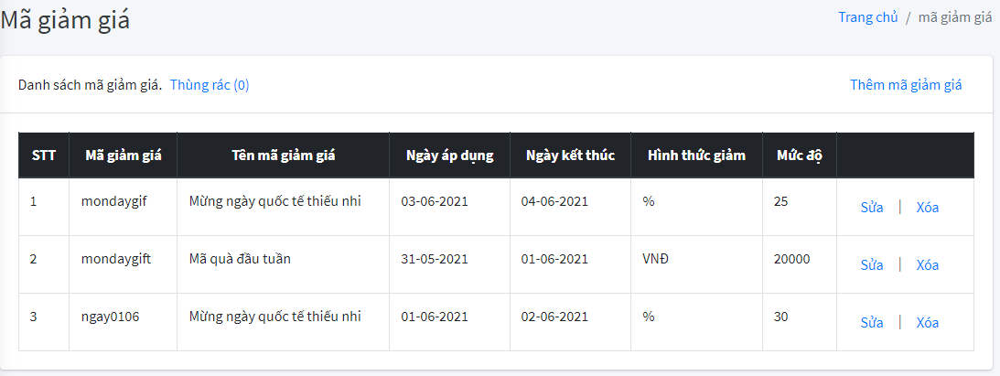 Mã giảm giá
Trang chủ / mã giảm giá
Danh sách mã giảm giá. Thùng rác (0) Thêm mã giảm giá
STT Mã giảm giá Tên mã giảm giá Ngày áp dụng Ngày kết thúc Hình thức giảm Mức độ
1 mondaygif Mừng ngày quốc tế thiếu nhi 03-06-2021 04-06-2021 % 25 Sửa | Xóa
2 mondaygift Mã quà đầu tuần 31-05-2021 01-06-2021 VNĐ 20000 Sửa | Xóa
3 ngay0106 Mừng ngày quốc tế thiếu nhi 01-06-2021 02-06-2021 % 30 Sửa | Xóa